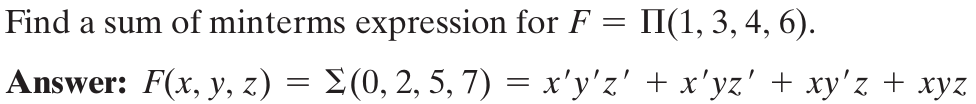 Find a sum of minterms expression for F = Π(1, 3, 4, 6).
Answer: F(x, y, z) = Σ(0, 2, 5, 7) = x′y′z′ + x′yz′ + xy′z + xyz